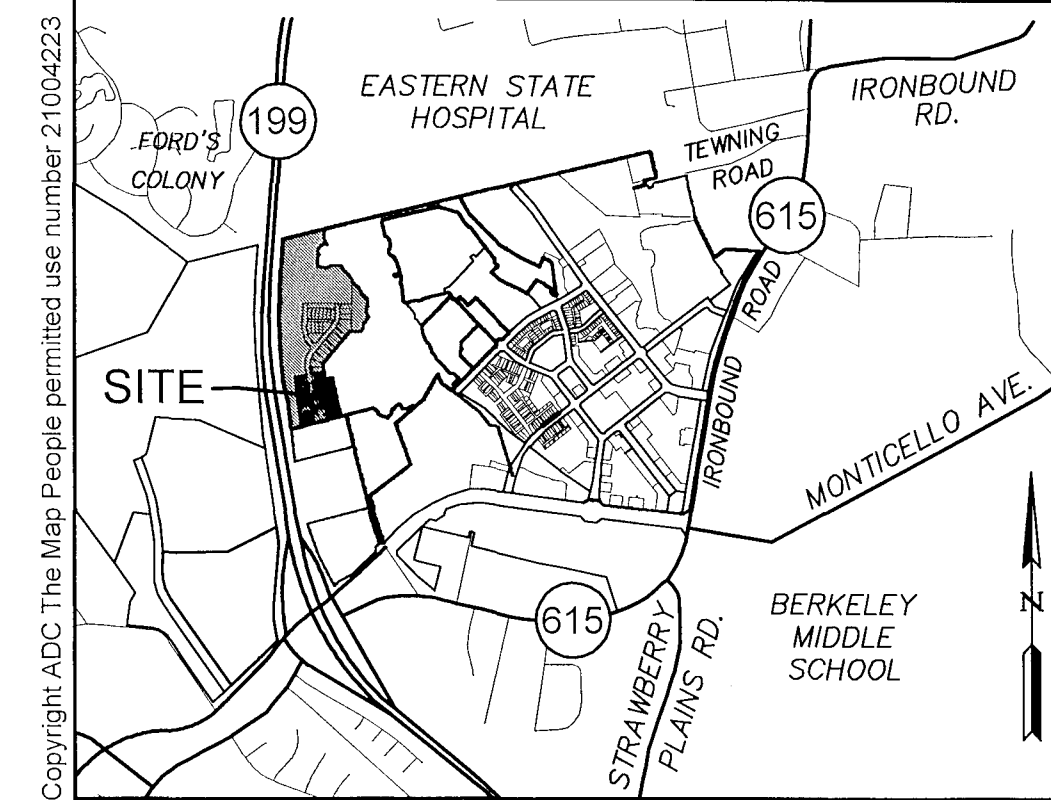 Copyright ADC The Map People permitted use number 21004223
199
EASTERN STATE
HOSPITAL
IRONBOUND
RD.
FORD'S
COLONY
TEWNING
ROAD
615
SITE
IRONBOUND ROAD
MONTICELLO AVE.
615
STRAWBERRY
PLAINS RD.
BERKELEY
MIDDLE
SCHOOL
N